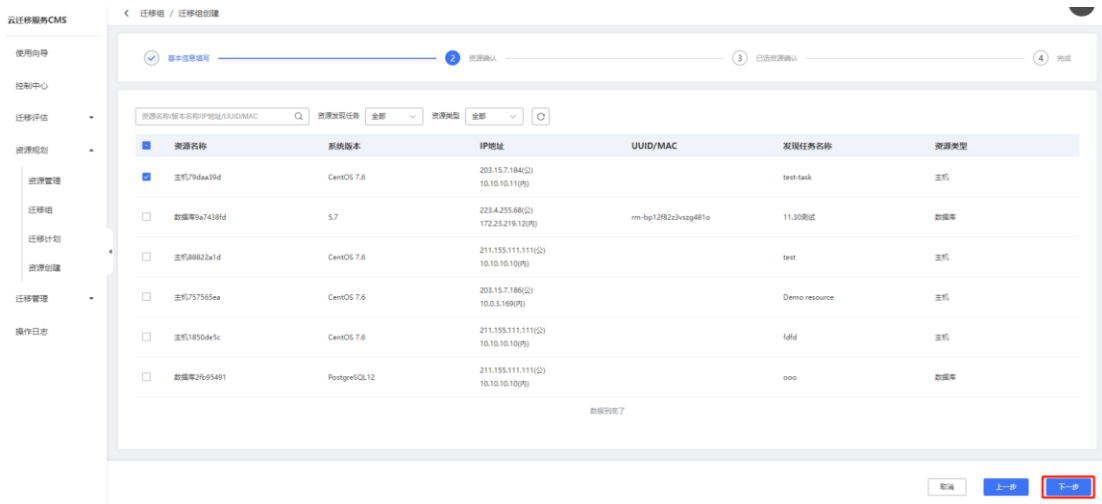 云迁移服务CMS
迁移组 / 迁移组创建
使用向导
控制中心
迁移评估
资源规划
资源管理
迁移组
迁移计划
资源创建
迁移管理
操作日志
基本信息填写
2 资源确认
3 已选资源确认
4 完成
资源名称/版本名称/IP地址/UUID/MAC 资源发现任务 全部 资源类型 全部
资源名称 系统版本 IP地址 UUID/MAC 发现任务名称 资源类型
主机79daa39d CentOS 7.6 203.15.7.184(公) test-task 主机
10.10.10.11(内)
数据库9a7438fd 5.7 223.4.255.68(公) rm-bp12f82z3vszg481o 11.30测试 数据库
172.23.219.12(内)
主机88822a1d CentOS 7.6 211.155.111.111(公) test 主机
10.10.10.10(内)
主机757565ea CentOS 7.6 203.15.7.186(公) Demo resource 主机
10.0.3.169(内)
主机1850de5c CentOS 7.6 211.155.111.111(公) fdfd 主机
10.10.10.10(内)
数据库2fb95491 PostgreSQL12 211.155.111.111(公) ooo 数据库
10.10.10.10(内)
数据到底了
取消 上一步 下一步